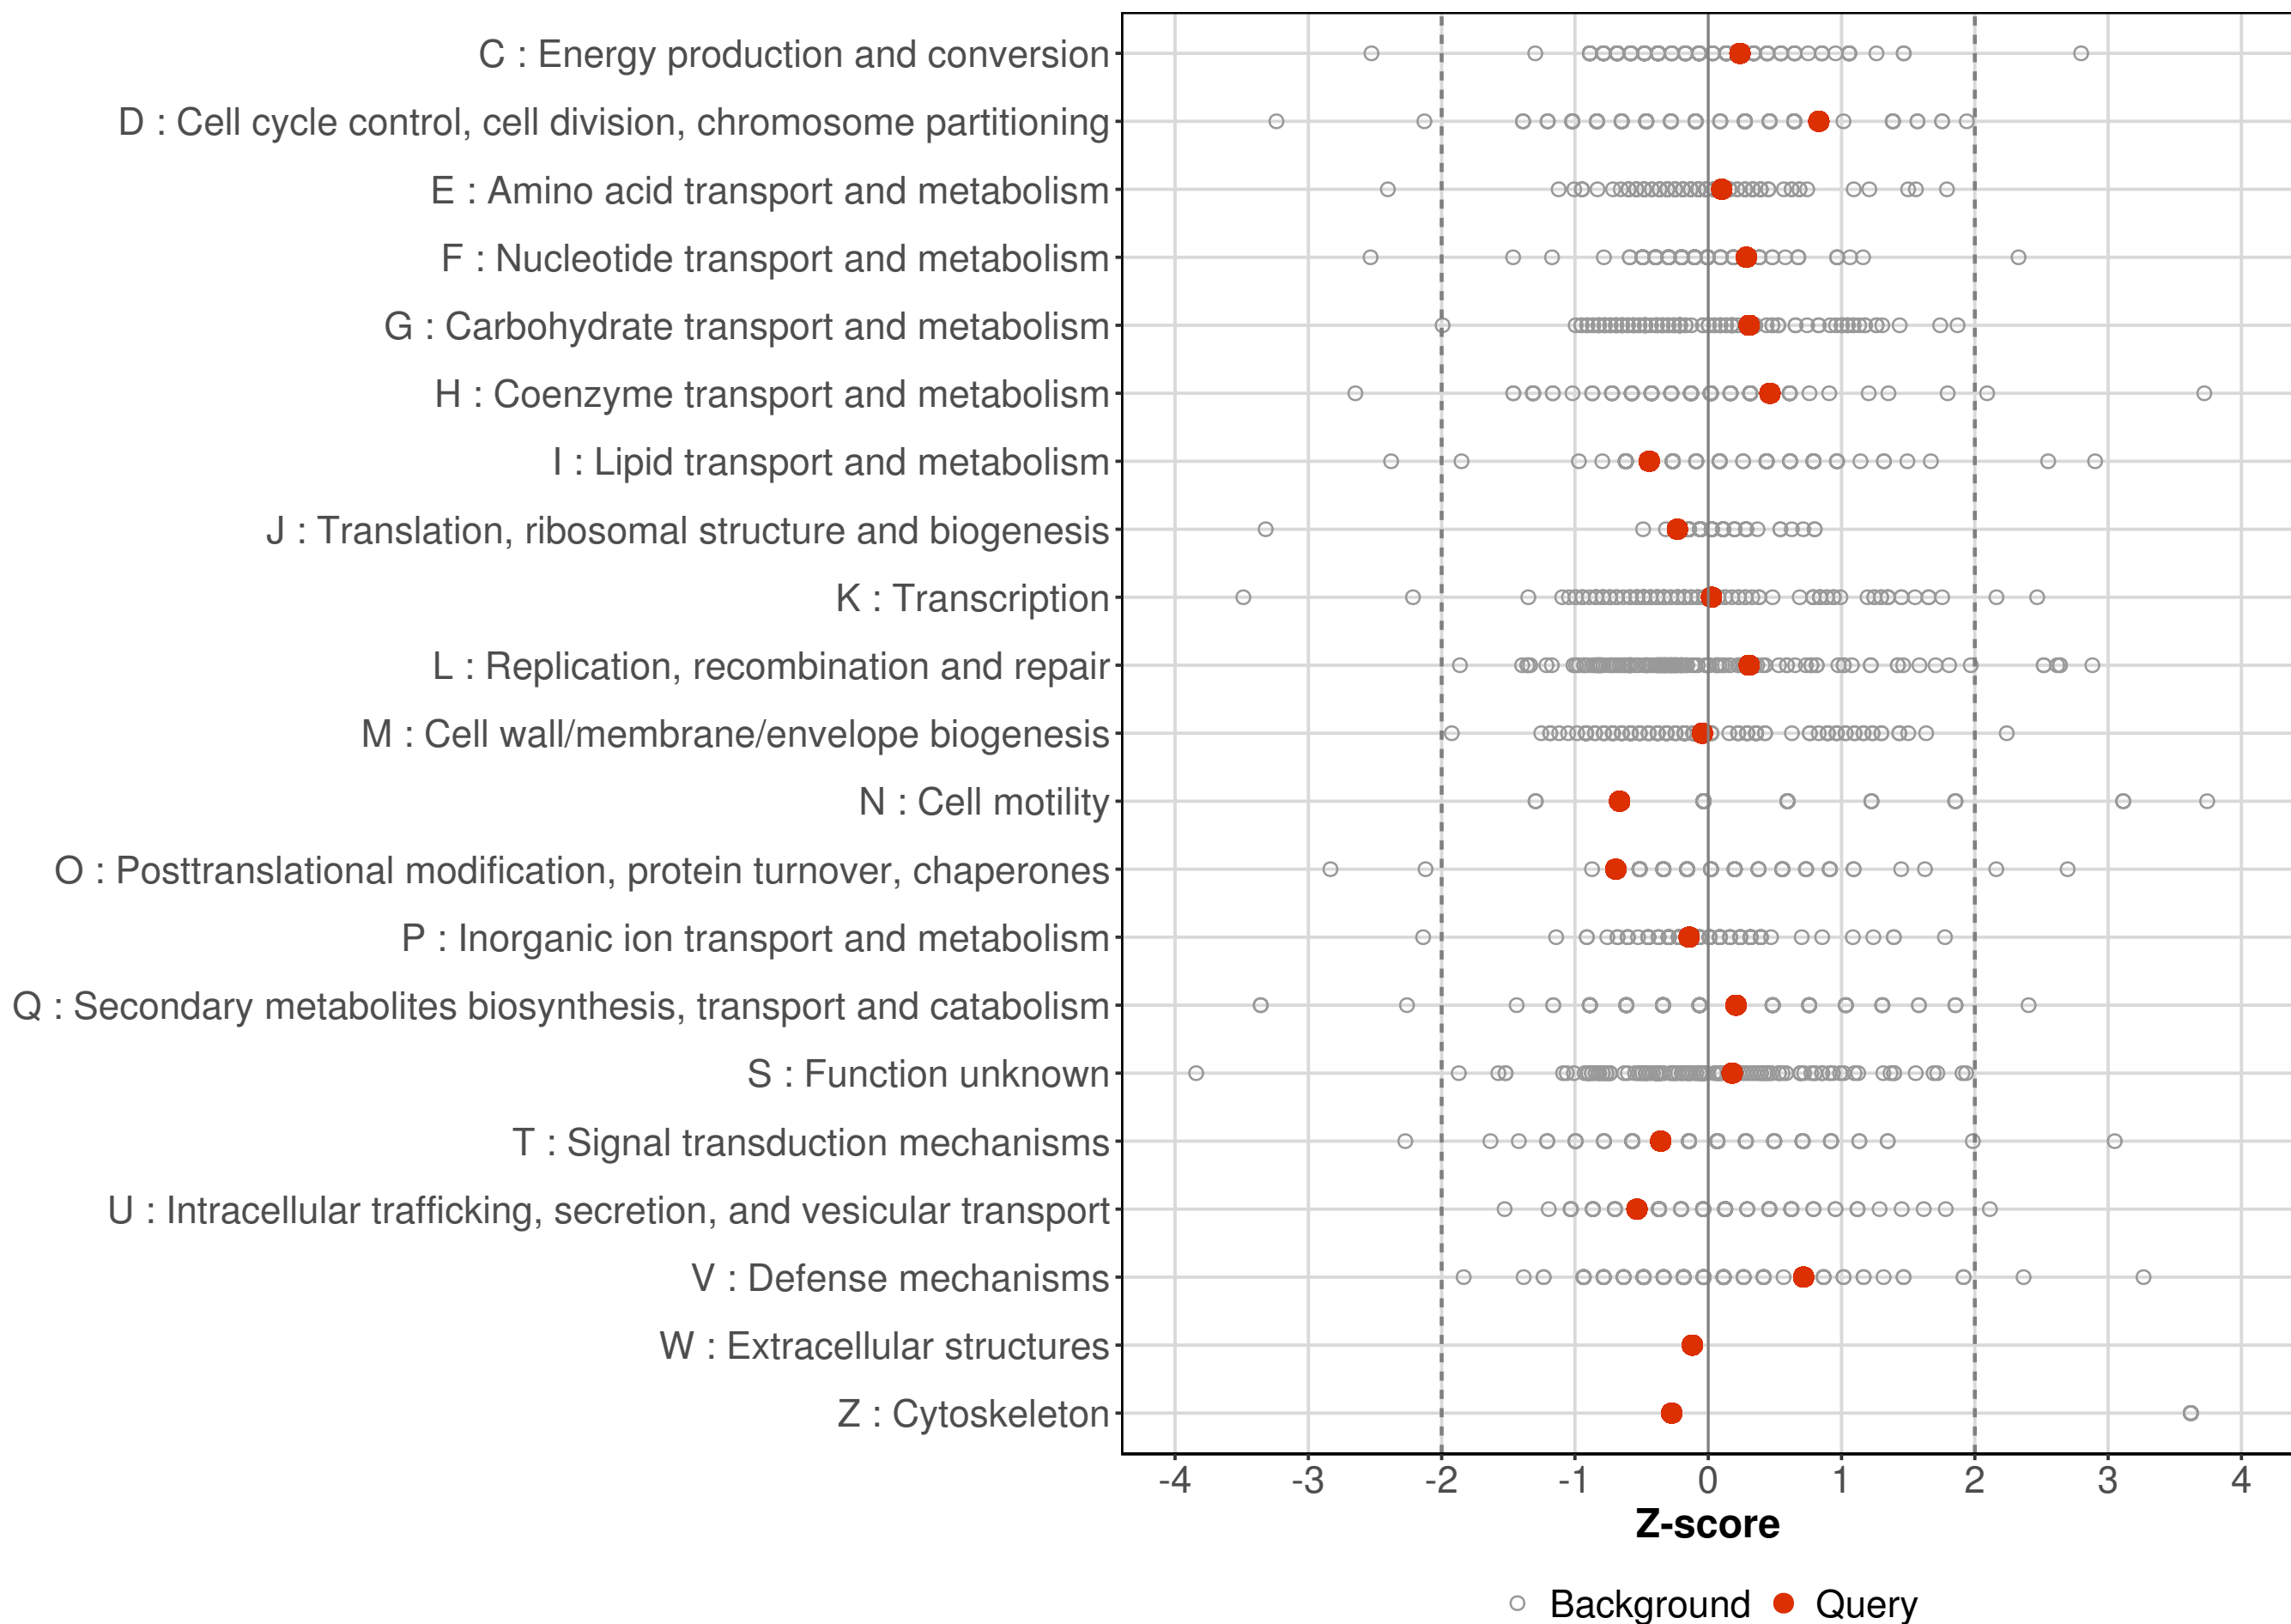 C : Energy production and conversion
D : Cell cycle control, cell division, chromosome partitioning
E : Amino acid transport and metabolism
F : Nucleotide transport and metabolism
G : Carbohydrate transport and metabolism
H : Coenzyme transport and metabolism
I : Lipid transport and metabolism
J : Translation, ribosomal structure and biogenesis
K : Transcription
L : Replication, recombination and repair
M : Cell wall/membrane/envelope biogenesis
N : Cell motility
O : Posttranslational modification, protein turnover, chaperones
P : Inorganic ion transport and metabolism
Q : Secondary metabolites biosynthesis, transport and catabolism
S : Function unknown
T : Signal transduction mechanisms
U : Intracellular trafficking, secretion, and vesicular transport
V : Defense mechanisms
W : Extracellular structures
Z : Cytoskeleton
-4 -3 -2 -1 0 1 2 3 4
Z-score
Background Query